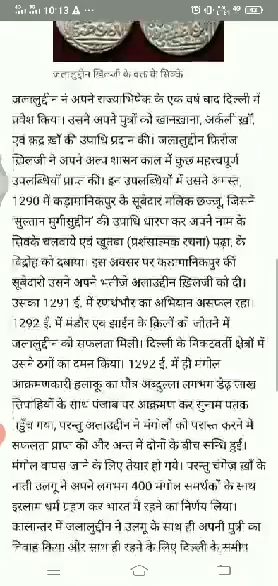 10:13
जलालुद्दीन खिलजी के वक्त के सिक्के
जलालुद्दीन ने अपने राज्याभिषेक के एक वर्ष बाद दिल्ली में
प्रवेश किया। उसने अपने पुत्रों को खानखाना, अर्कली ख़ाँ,
एवं क़द्र ख़ाँ की उपाधि प्रदान की। जलालुद्दीन फ़िरोज
ख़िलजी ने अपने अल्प शासन काल में कुछ महत्त्वपूर्ण
उपलब्धियाँ प्राप्त की। इन उपलब्धियों में उसने अगस्त,
1290 में कड़ामानिकपुर के सूबेदार मलिक छज्जू, जिसने
'सुल्तान मुगीसुद्दीन' की उपाधि धारण कर अपने नाम के
सिक्के चलवाये एवं खुतबा (प्रशंसात्मक रचना) पढ़ा, के
विद्रोह को दबाया। इस अवसर पर कड़ामानिकपुर की
सूबेदारी उसने अपने भतीजे अलाउद्दीन ख़िलजी को दी।
उसका 1291 ई. में रणथंभौर का अभियान असफल रहा।
1292 ई. में मंडौर एवं झाईन के क़िलों को जीतने में
जलालुद्दीन को सफलता मिली। दिल्ली के निकटवर्ती क्षेत्रों में
उसने ठगों का दमन किया। 1292 ई. में ही मंगोल
आक्रमणकारी हलाकू का पौत्र अब्दुल्ला लगभग डेढ़ लाख
सिपाहियों के साथ पंजाब पर आक्रमण कर सुनाम
पहुँच गया, परन्तु अलाउद्दीन ने मंगोलों को परास्त करने में
सफलता प्राप्त की और अन्त में दोनों के बीच सन्धि हुई।
मंगोल वापस जाने के लिए तैयार हो गये। परन्तु चंगेज़ ख़ाँ के
नाती उलगू ने अपने लगभग 400 मंगोल समर्थकों के साथ
इस्लाम धर्म ग्रहण कर भारत में रहने का निर्णय लिया।
कालान्तर में जलालुद्दीन ने उलगू के साथ ही अपनी पुत्री का
विवाह किया और साथ ही रहने के लिए दिल्ली के समीप